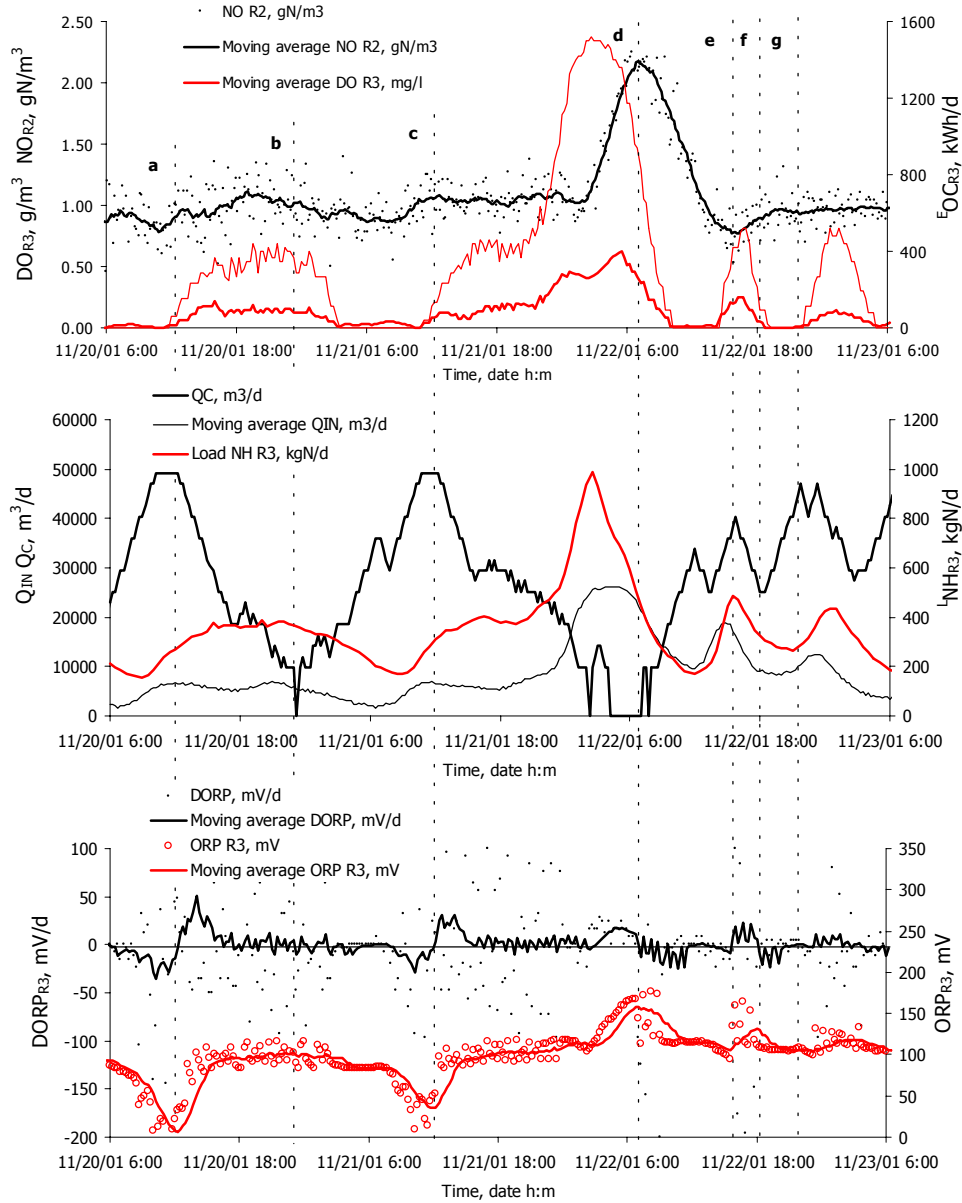 NO R2, gN/m3
Moving average NO R2, gN/m3
Moving average DO R3, mg/l
2.50
2.00
1.50
1.00
0.50
0.00
DOR3, g/m³ NOR2, gN/m³
1600
1200
800
400
0
EOCR3, kWh/d
a b c d e f g
11/20/01 6:00 11/20/01 18:00 11/21/01 6:00 11/21/01 18:00 11/22/01 6:00 11/22/01 18:00 11/23/01 6:00
Time, date h:m
QC, m3/d
Moving average QIN, m3/d
Load NH R3, kgN/d
60000
50000
40000
30000
20000
10000
0
QIN QC, m³/d
1200
1000
800
600
400
200
0
LNHR3, kgN/d
11/20/01 6:00 11/20/01 18:00 11/21/01 6:00 11/21/01 18:00 11/22/01 6:00 11/22/01 18:00 11/23/01 6:00
Time, date h:m
DORP, mV/d
Moving average DORP, mV/d
ORP R3, mV
Moving average ORP R3, mV
100
50
0
-50
-100
-150
-200
DORPR3, mV/d
350
300
250
200
150
100
50
0
ORPR3, mV
11/20/01 6:00 11/20/01 18:00 11/21/01 6:00 11/21/01 18:00 11/22/01 6:00 11/22/01 18:00 11/23/01 6:00
Time, date h:m